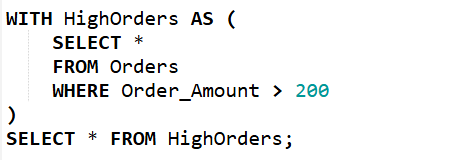 WITH HighOrders AS (
    SELECT *
    FROM Orders
    WHERE Order_Amount > 200
)
SELECT * FROM HighOrders;